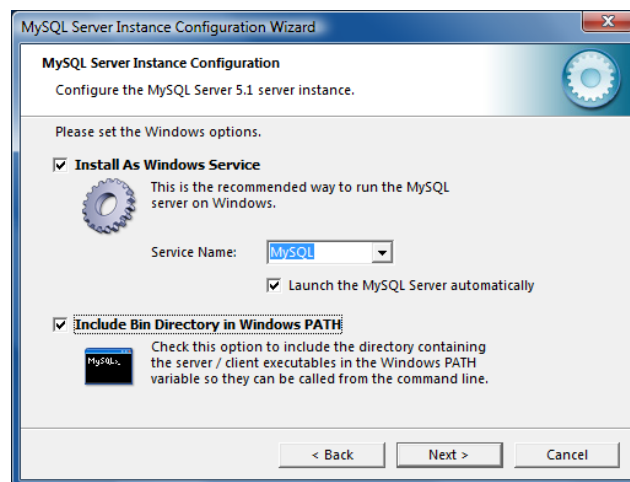 MySQL Server Instance Configuration Wizard
MySQL Server Instance Configuration
Configure the MySQL Server 5.1 server instance.
Please set the Windows options.
Install As Windows Service
This is the recommended way to run the MySQL
server on Windows.
Service Name: MySQL
Launch the MySQL Server automatically
Include Bin Directory in Windows PATH
MySQL>_
Check this option to include the directory containing
the server / client executables in the Windows PATH
variable so they can be called from the command line.
< Back Next > Cancel